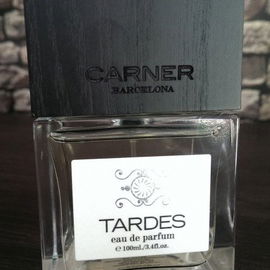 CARNER
BARCELONA
TARDES
eau de parfum
℮ 100ml./3.4fl.oz.